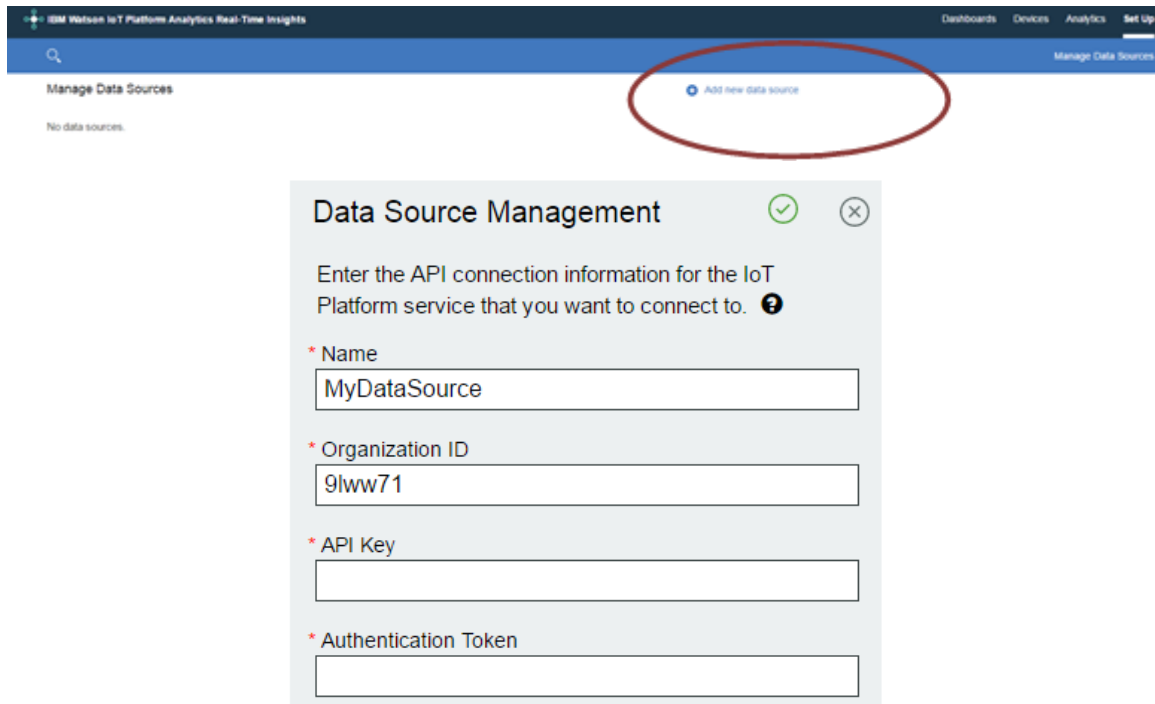 IBM Watson IoT Platform Analytics Real-Time Insights
Dashboards Devices Analytics Set Up
Manage Data Sources
Manage Data Sources
Add new data source
No data sources.
Data Source Management
Enter the API connection information for the IoT
Platform service that you want to connect to. ?
* Name
MyDataSource
* Organization ID
9lww71
* API Key
* Authentication Token